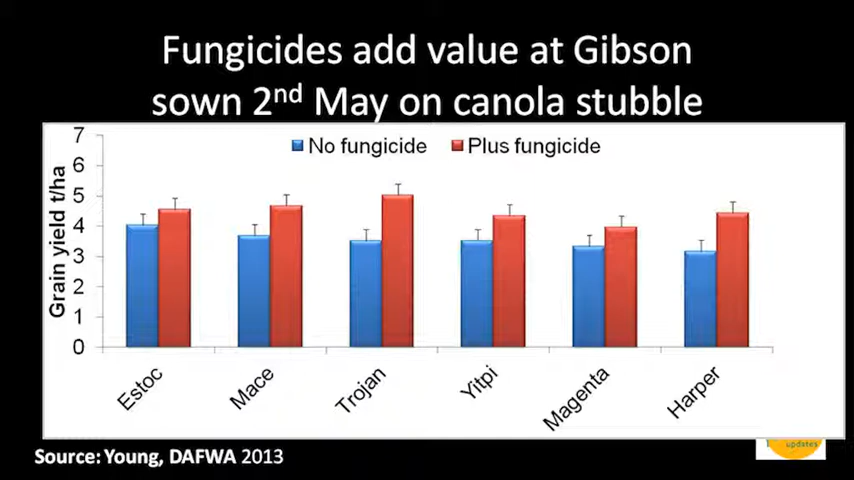 Fungicides add value at Gibson
sown 2nd May on canola stubble
No fungicide
Plus fungicide
Grain yield t/ha
7
6
5
4
3
2
1
0
Estoc
Mace
Trojan
Yitpi
Magenta
Harper
Source: Young, DAFWA 2013
updates